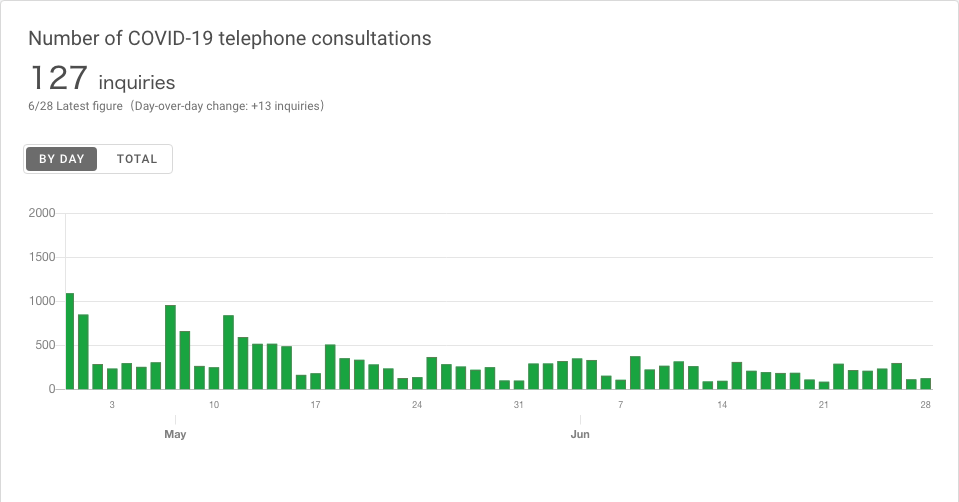 Number of COVID-19 telephone consultations
127 inquiries
6/28 Latest figure（Day-over-day change: +13 inquiries）
BY DAY TOTAL
2000
1500
1000
500
0
3 10 17 24 31 7 14 21 28
May Jun